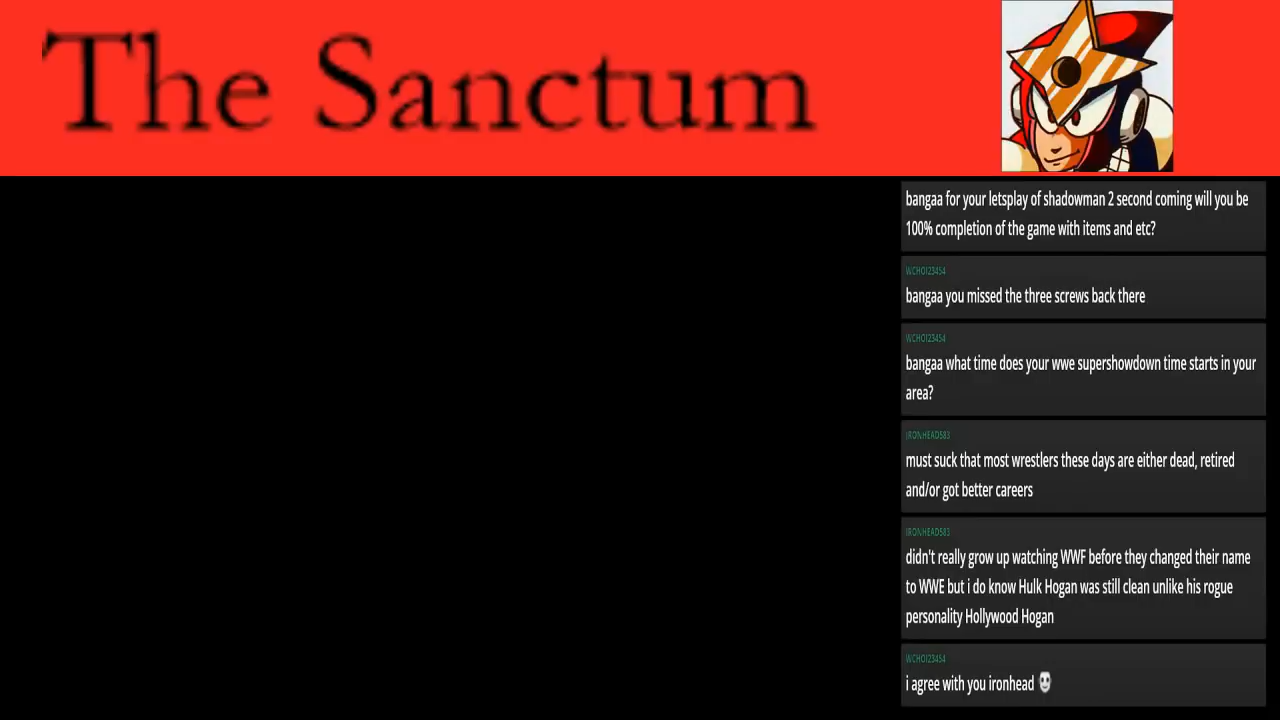 The Sanctum
bangaa for your letsplay of shadowman 2 second coming will you be
100% completion of the game with items and etc?
WCHOI23454
bangaa you missed the three screws back there
WCHOI23454
bangaa what time does your wwe supershowdown time starts in your
area?
IRONHEAD583
must suck that most wrestlers these days are either dead, retired
and/or got better careers
IRONHEAD583
didn't really grow up watching WWF before they changed their name
to WWE but i do know Hulk Hogan was still clean unlike his rogue
personality Hollywood Hogan
WCHOI23454
i agree with you ironhead